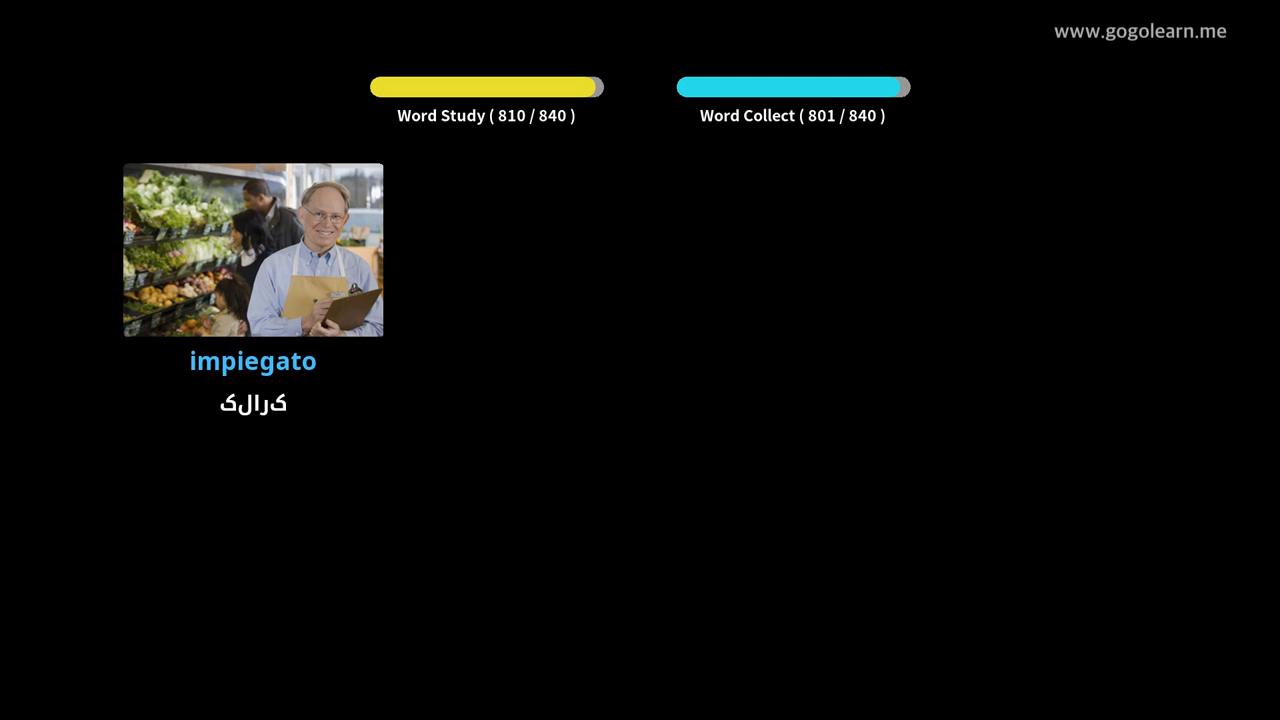 www.gogolearn.me
Word Study ( 810 / 840 )
Word Collect ( 801 / 840 )
impiegato
کرالک